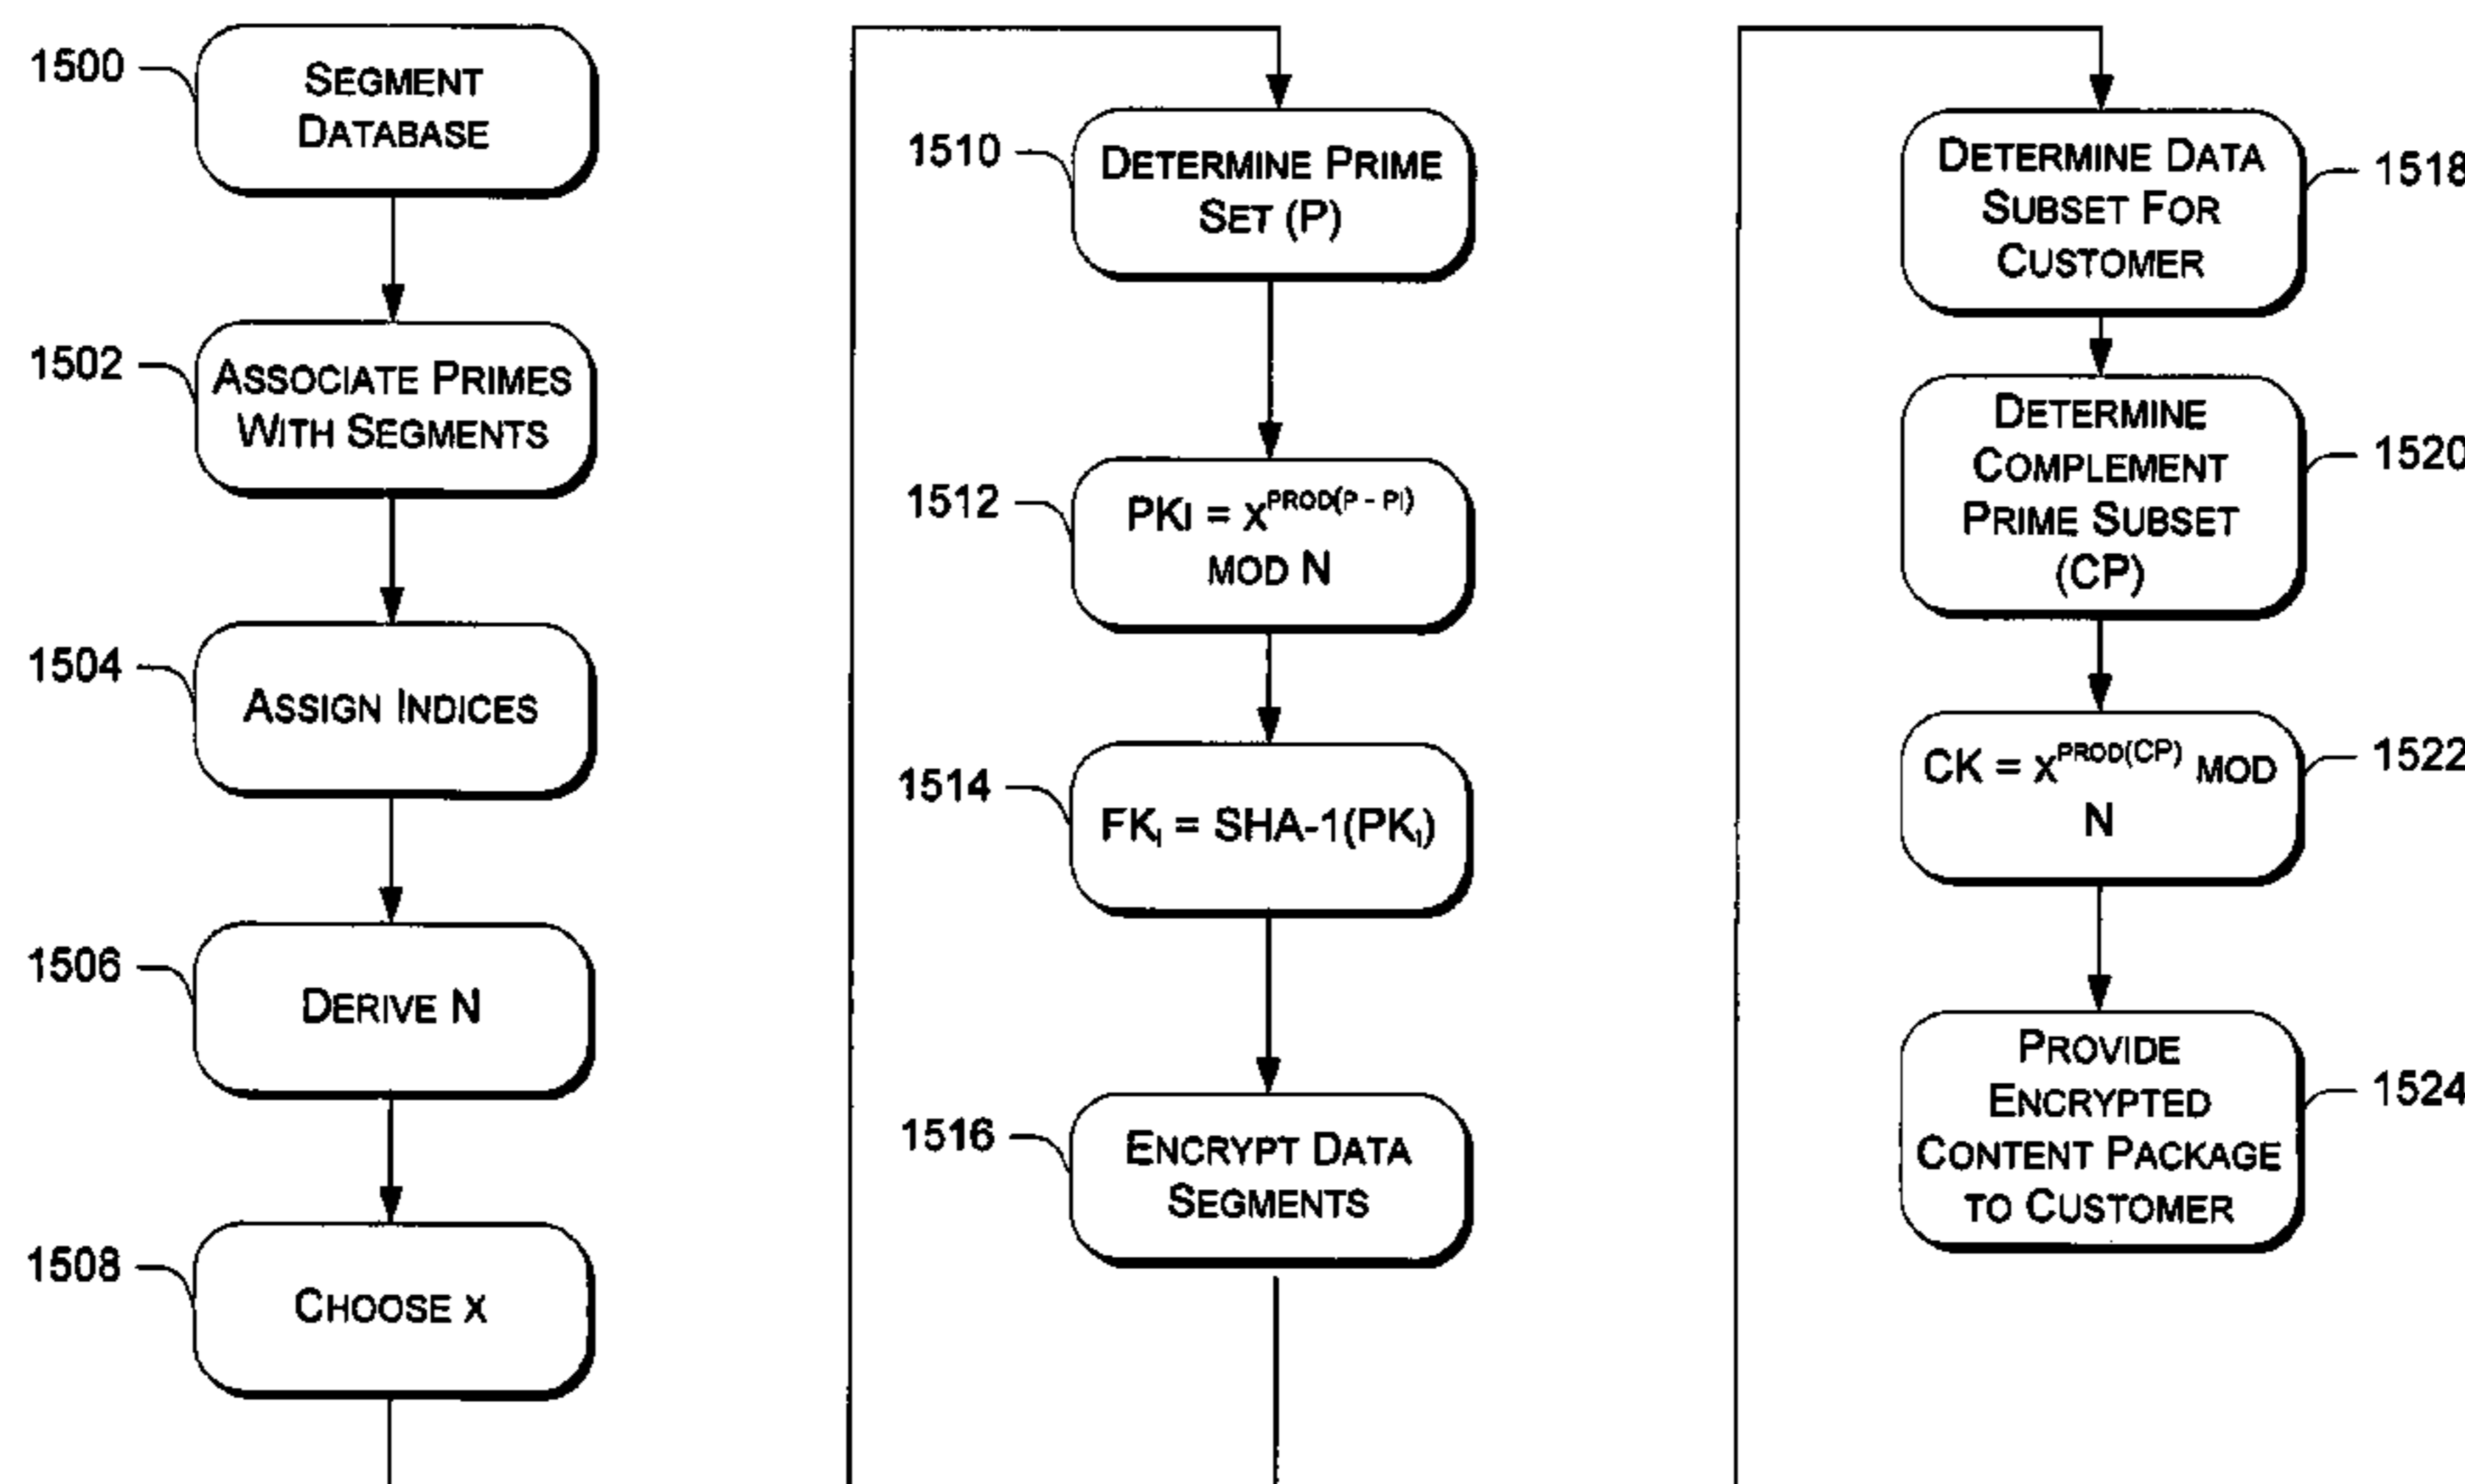 1500
SEGMENT
DATABASE
1502
ASSOCIATE PRIMES
WITH SEGMENTS
1504
ASSIGN INDICES
1506
DERIVE N
1508
CHOOSE X
1510
DETERMINE PRIME
SET (P)
1512
PKI = X^PROD(P - PI)
MOD N
1514
FKI = SHA-1(PKI)
1516
ENCRYPT DATA
SEGMENTS
DETERMINE DATA
SUBSET FOR
CUSTOMER
1518
DETERMINE
COMPLEMENT
PRIME SUBSET
(CP)
1520
CK = X^PROD(CP) MOD
N
1522
PROVIDE
ENCRYPTED
CONTENT PACKAGE
TO CUSTOMER
1524